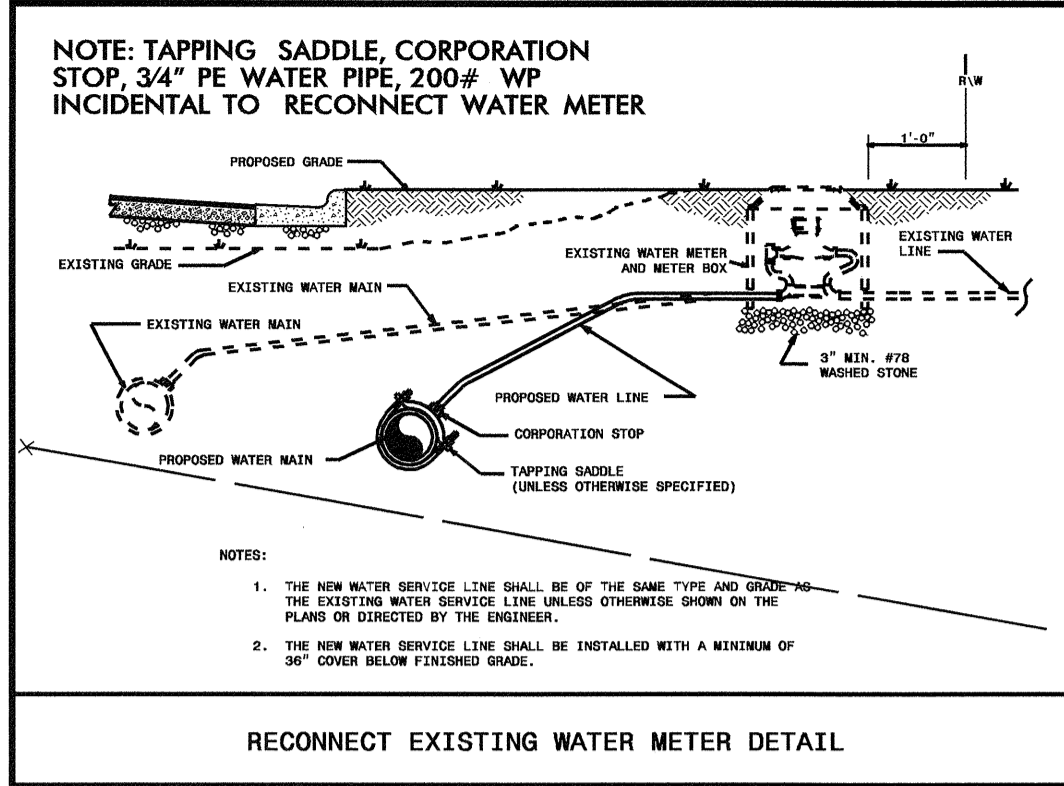 NOTE: TAPPING SADDLE, CORPORATION
STOP, 3/4" PE WATER PIPE, 200# WP
INCIDENTAL TO RECONNECT WATER METER
R\W
1'-0"
PROPOSED GRADE
EXISTING GRADE
EXISTING WATER METER
AND METER BOX
EXISTING WATER
LINE
EXISTING WATER MAIN
EXISTING WATER MAIN
3" MIN. #78
WASHED STONE
PROPOSED WATER LINE
CORPORATION STOP
PROPOSED WATER MAIN
TAPPING SADDLE
(UNLESS OTHERWISE SPECIFIED)
NOTES:
1. THE NEW WATER SERVICE LINE SHALL BE OF THE SAME TYPE AND GRADE AS
THE EXISTING WATER SERVICE LINE UNLESS OTHERWISE SHOWN ON THE
PLANS OR DIRECTED BY THE ENGINEER.
2. THE NEW WATER SERVICE LINE SHALL BE INSTALLED WITH A MINIMUM OF
36" COVER BELOW FINISHED GRADE.
RECONNECT EXISTING WATER METER DETAIL